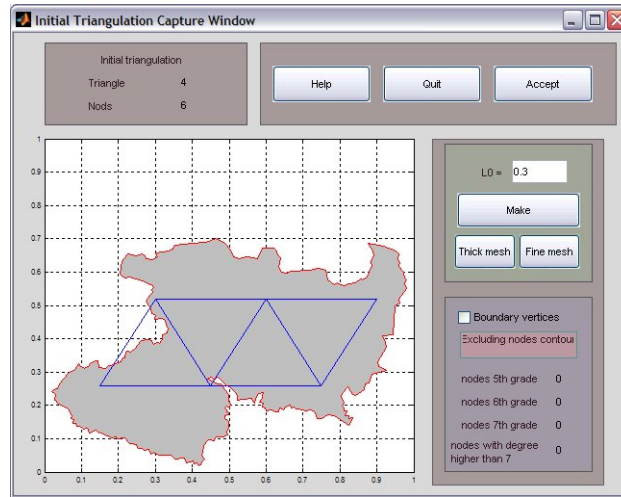 Initial Triangulation Capture Window
Initial triangulation
Triangle 4
Nods 6
Help Quit Accept
1
0.9
0.8
0.7
0.6
0.5
0.4
0.3
0.2
0.1
0
0 0.1 0.2 0.3 0.4 0.5 0.6 0.7 0.8 0.9 1
L0 = 0.3
Make
Thick mesh Fine mesh
Boundary vertices
Excluding nodes contou
nodes 5th grade 0
nodes 6th grade 0
nodes 7th grade 0
nodes with degree
higher than 7 0